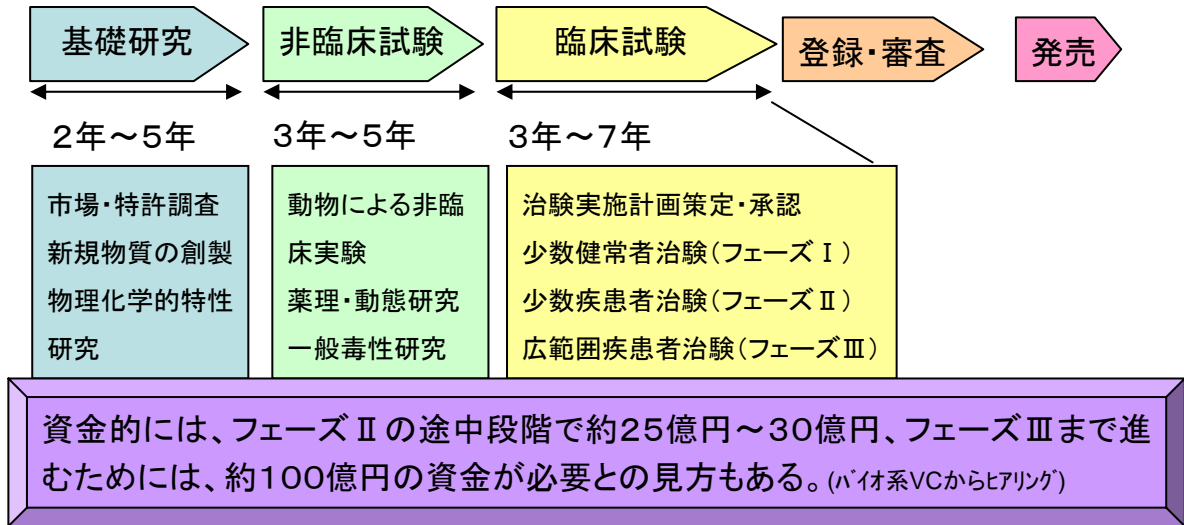 基礎研究
非臨床試験
臨床試験
登録・審査
発売
2年～5年
3年～5年
3年～7年
市場・特許調査
新規物質の創製
物理化学的特性
研究
動物による非臨
床実験
薬理・動態研究
一般毒性研究
治験実施計画策定・承認
少数健常者治験(フェーズⅠ)
少数疾患者治験(フェーズⅡ)
広範囲疾患者治験(フェーズⅢ)
資金的には、フェーズⅡの途中段階で約25億円～30億円、フェーズⅢまで進
むためには、約100億円の資金が必要との見方もある。(ﾊﾞｲｵ系VCからﾋｱﾘﾝｸﾞ)